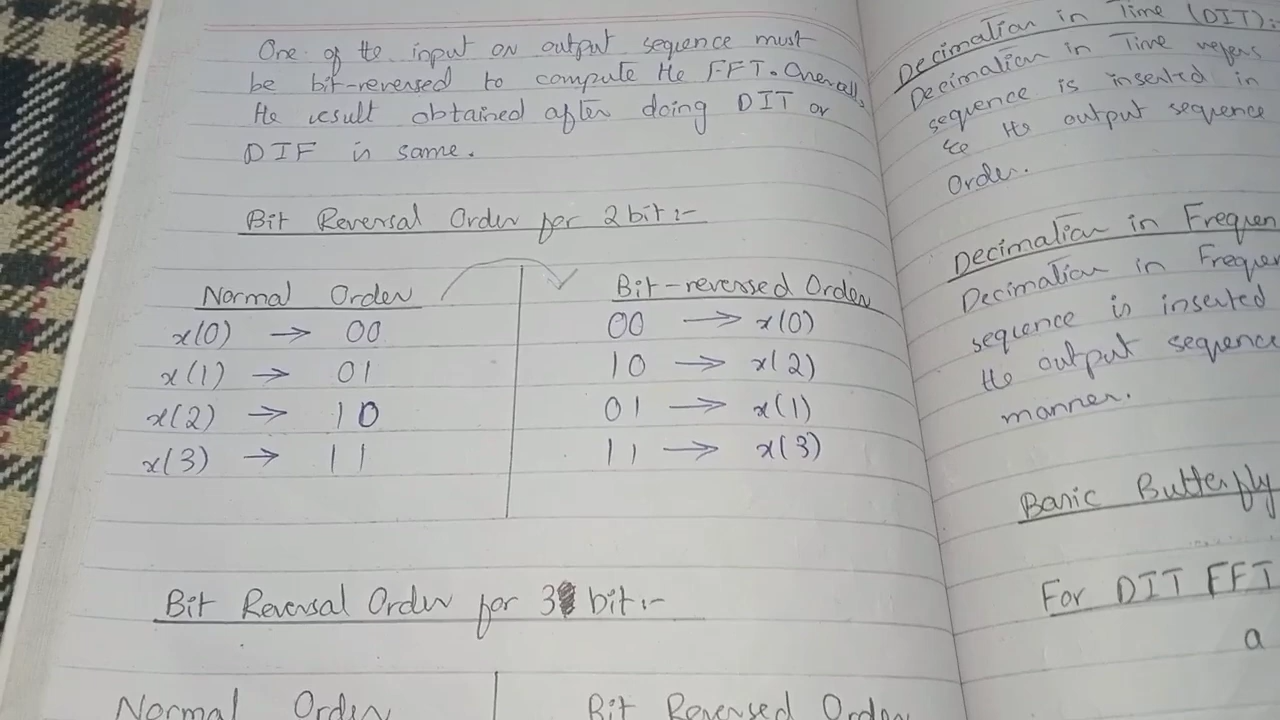 One of the input or output sequence must
be bit-reversed to compute the FFT. Overall,
the result obtained after doing DIT or
DIF is same.
Bit Reversal Order for 2 bit:-
Normal Order
x(0) → 00
x(1) → 01
x(2) → 10
x(3) → 11
Bit-reversed Order
00 → x(0)
10 → x(2)
01 → x(1)
11 → x(3)
Bit Reversal Order for 3 bit:-
Normal Order
Bit Reversed Order
Decimation in Time (DIT):
Decimation in Time refers
sequence is inserted in
the output sequence
Order.
Decimation in Frequen
Decimation in Frequer
sequence is inserted
the output sequence
manner.
Basic Butterfly
For DIT FFT
a